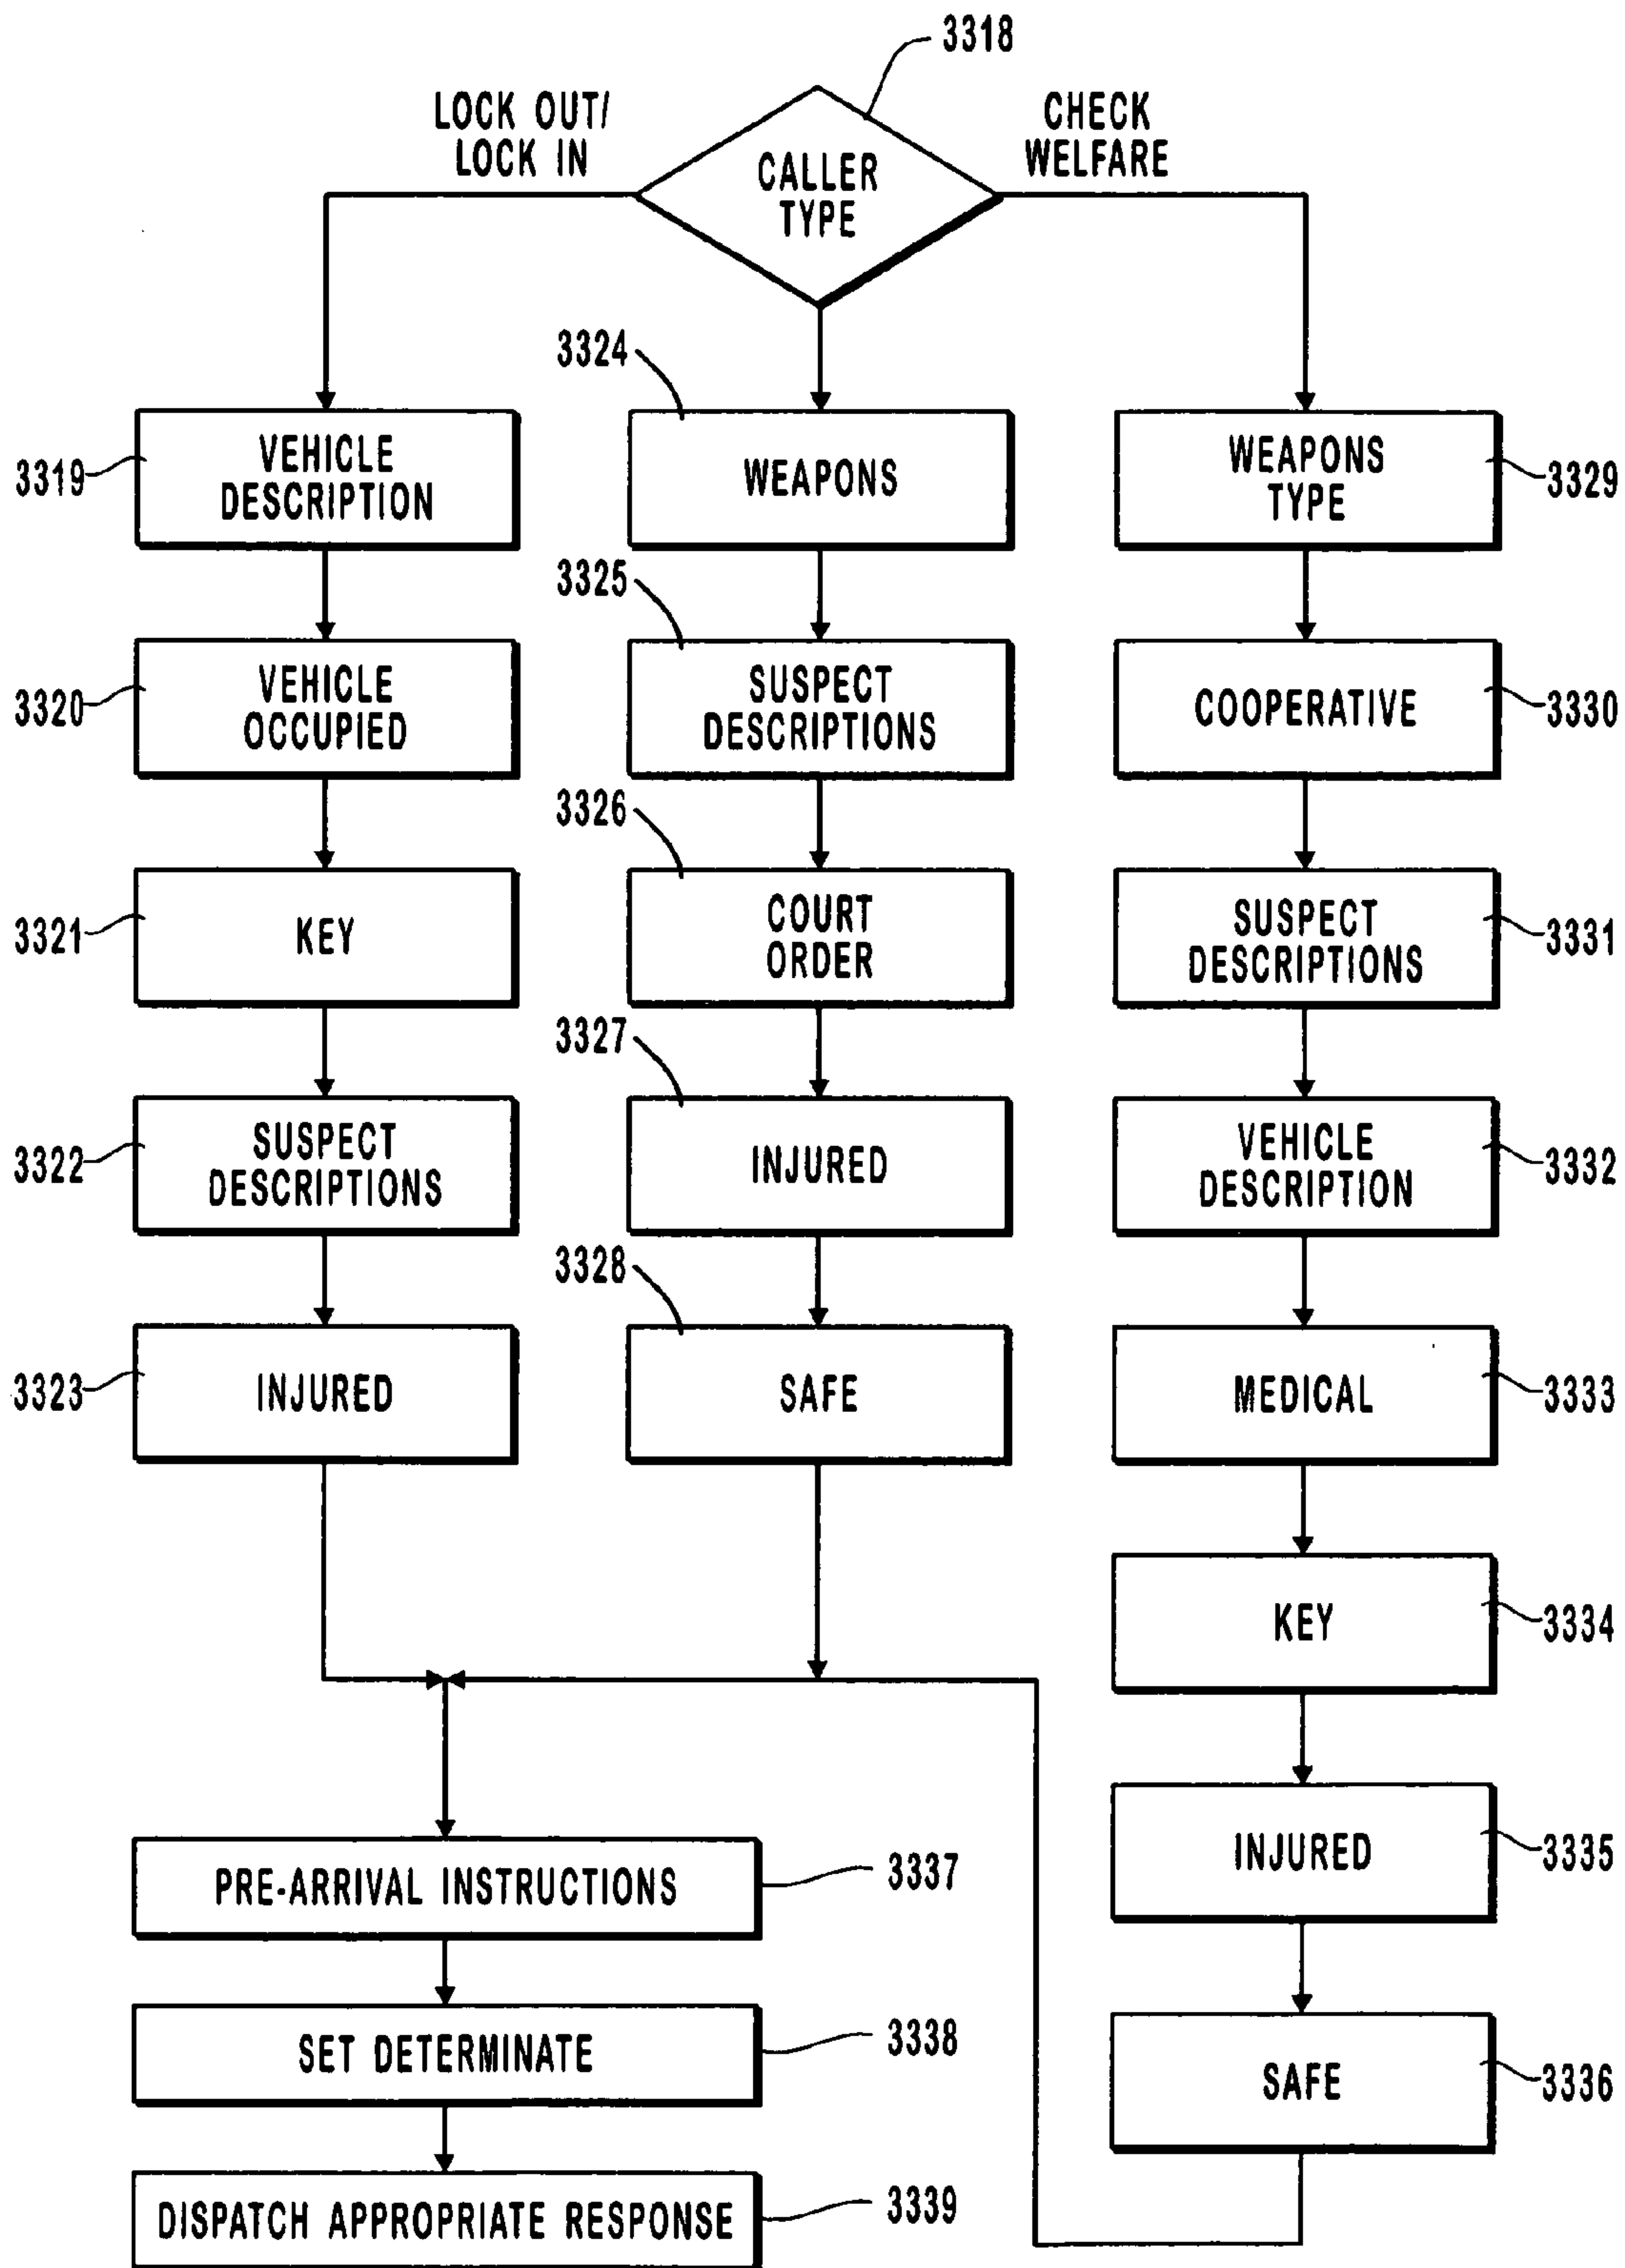 3318
LOCK OUT/
LOCK IN
CALLER
TYPE
CHECK
WELFARE
3319
VEHICLE
DESCRIPTION
3324
WEAPONS
WEAPONS
TYPE
3329
3320
VEHICLE
OCCUPIED
3325
SUSPECT
DESCRIPTIONS
COOPERATIVE
3330
3321
KEY
3326
COURT
ORDER
SUSPECT
DESCRIPTIONS
3331
3322
SUSPECT
DESCRIPTIONS
3327
INJURED
VEHICLE
DESCRIPTION
3332
3323
INJURED
3328
SAFE
MEDICAL
3333
KEY
3334
INJURED
3335
SAFE
3336
PRE-ARRIVAL INSTRUCTIONS
3337
SET DETERMINATE
3338
DISPATCH APPROPRIATE RESPONSE
3339